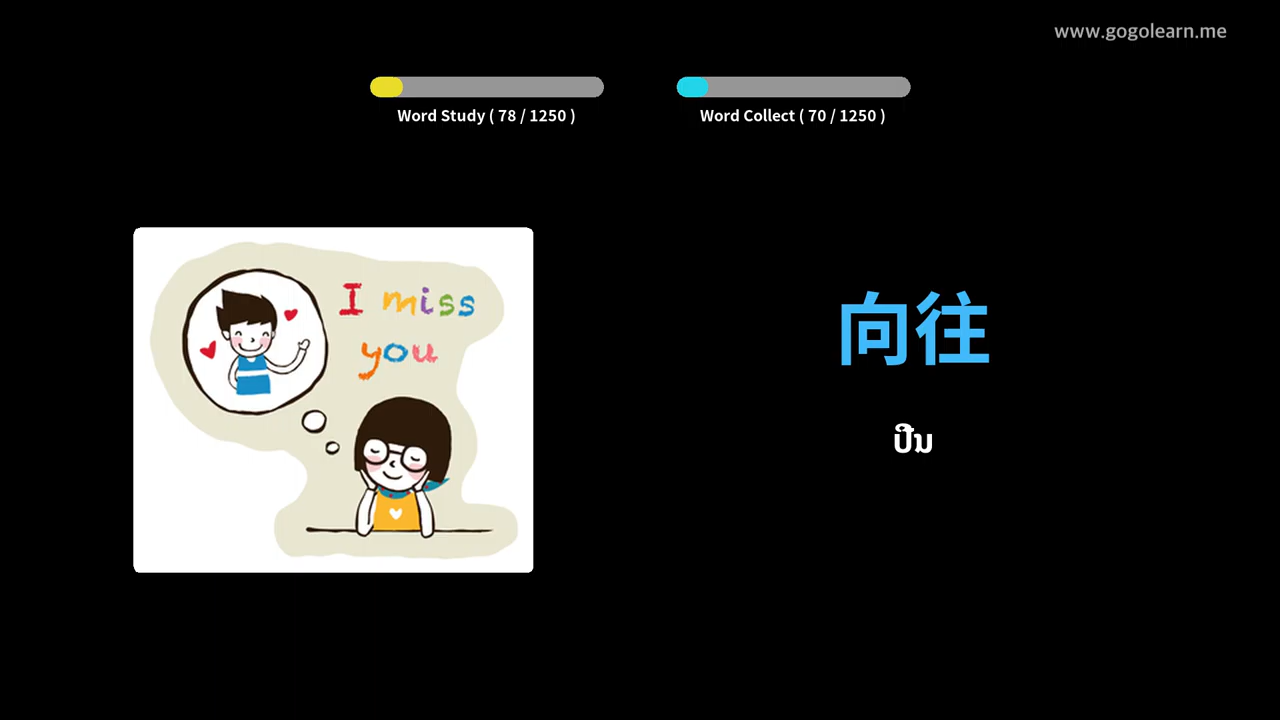 www.gogolearn.me
Word Study ( 78 / 1250 )
Word Collect ( 70 / 1250 )
I miss
you
向往
ປີນ